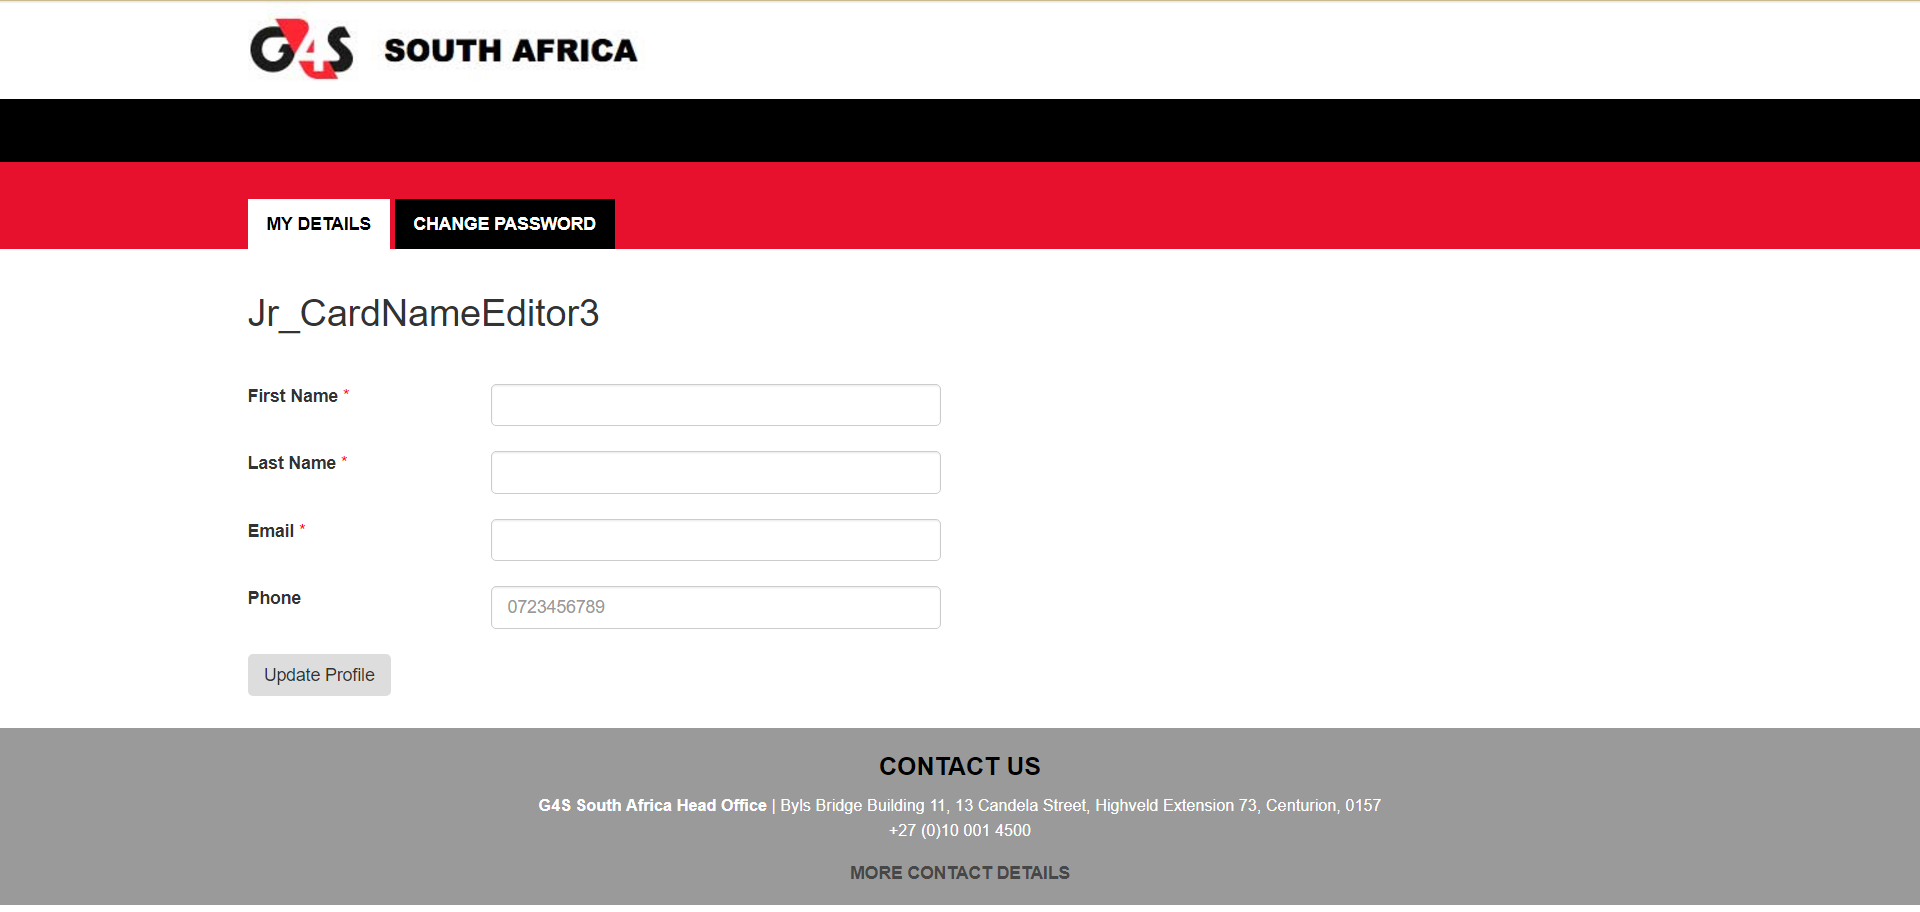 G4S SOUTH AFRICA
MY DETAILS CHANGE PASSWORD
Jr_CardNameEditor3
First Name *
Last Name *
Email *
Phone 0723456789
Update Profile
CONTACT US
G4S South Africa Head Office | Byls Bridge Building 11, 13 Candela Street, Highveld Extension 73, Centurion, 0157
+27 (0)10 001 4500
MORE CONTACT DETAILS